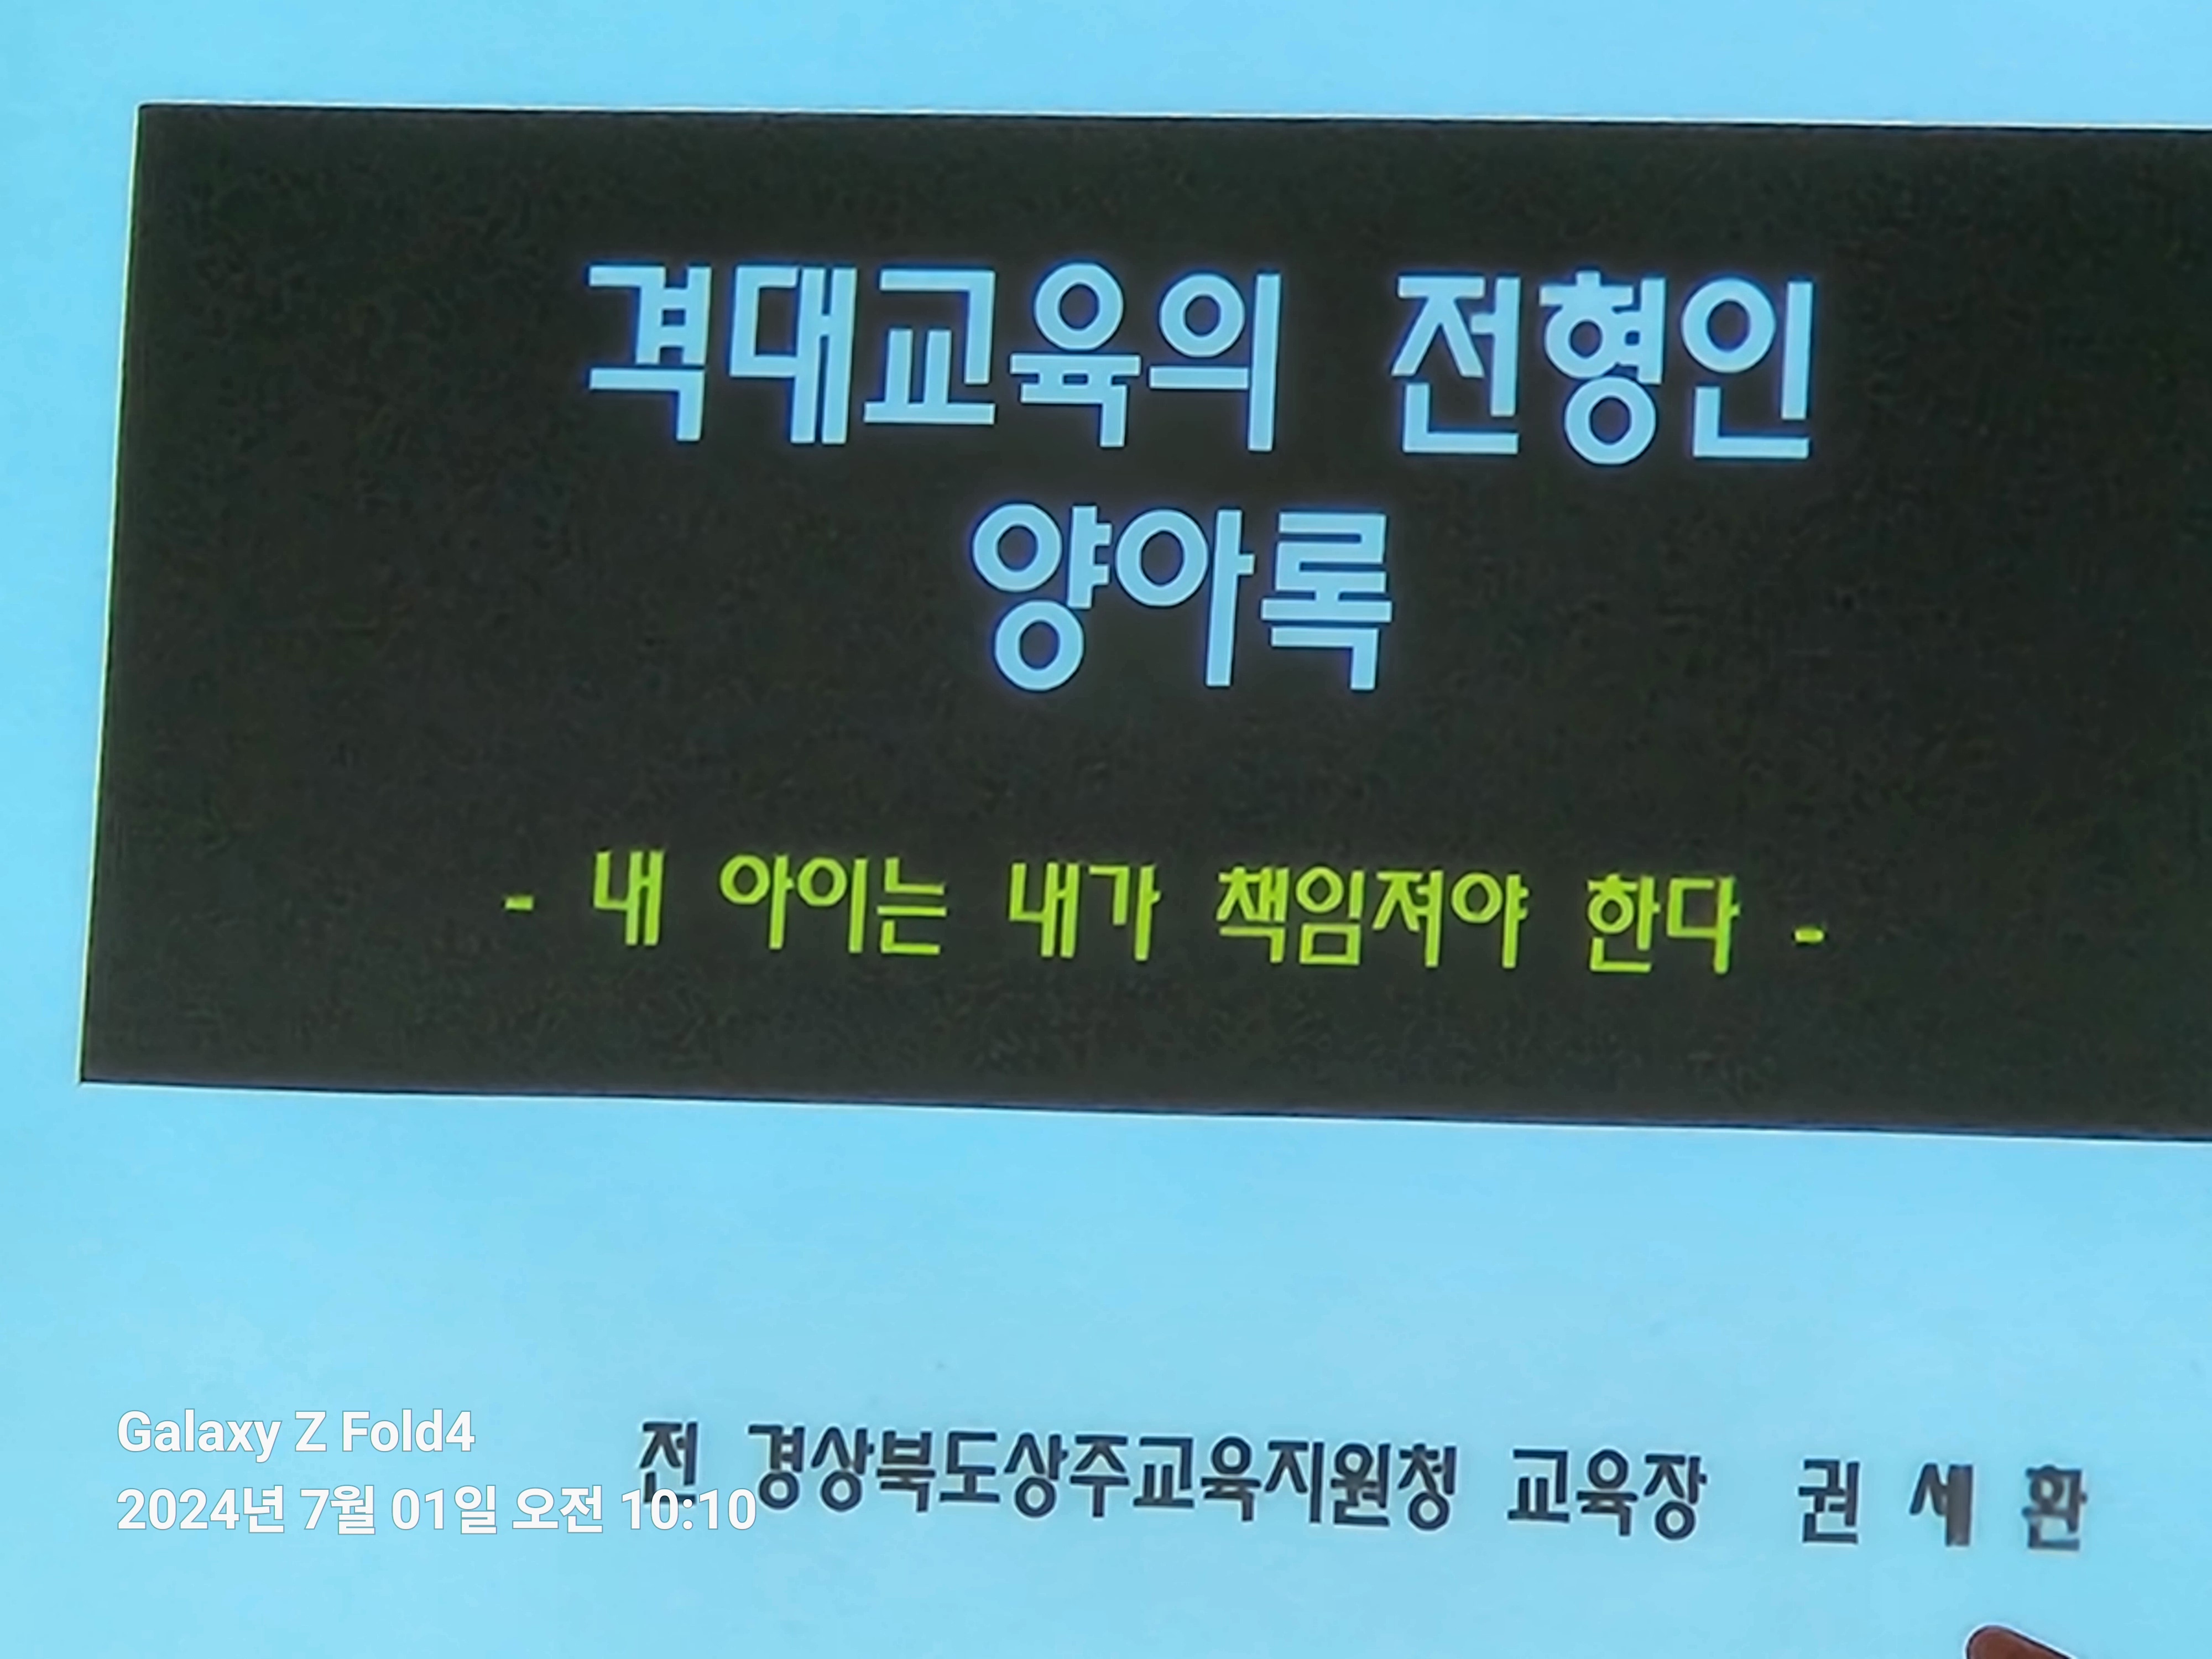 격대교육의 전형인
양아록
- 내 아이는 내가 책임져야 한다 -
전 경상북도상주교육지원청 교육장 권 세 환
Galaxy Z Fold4
2024년 7월 01일 오전 10:10